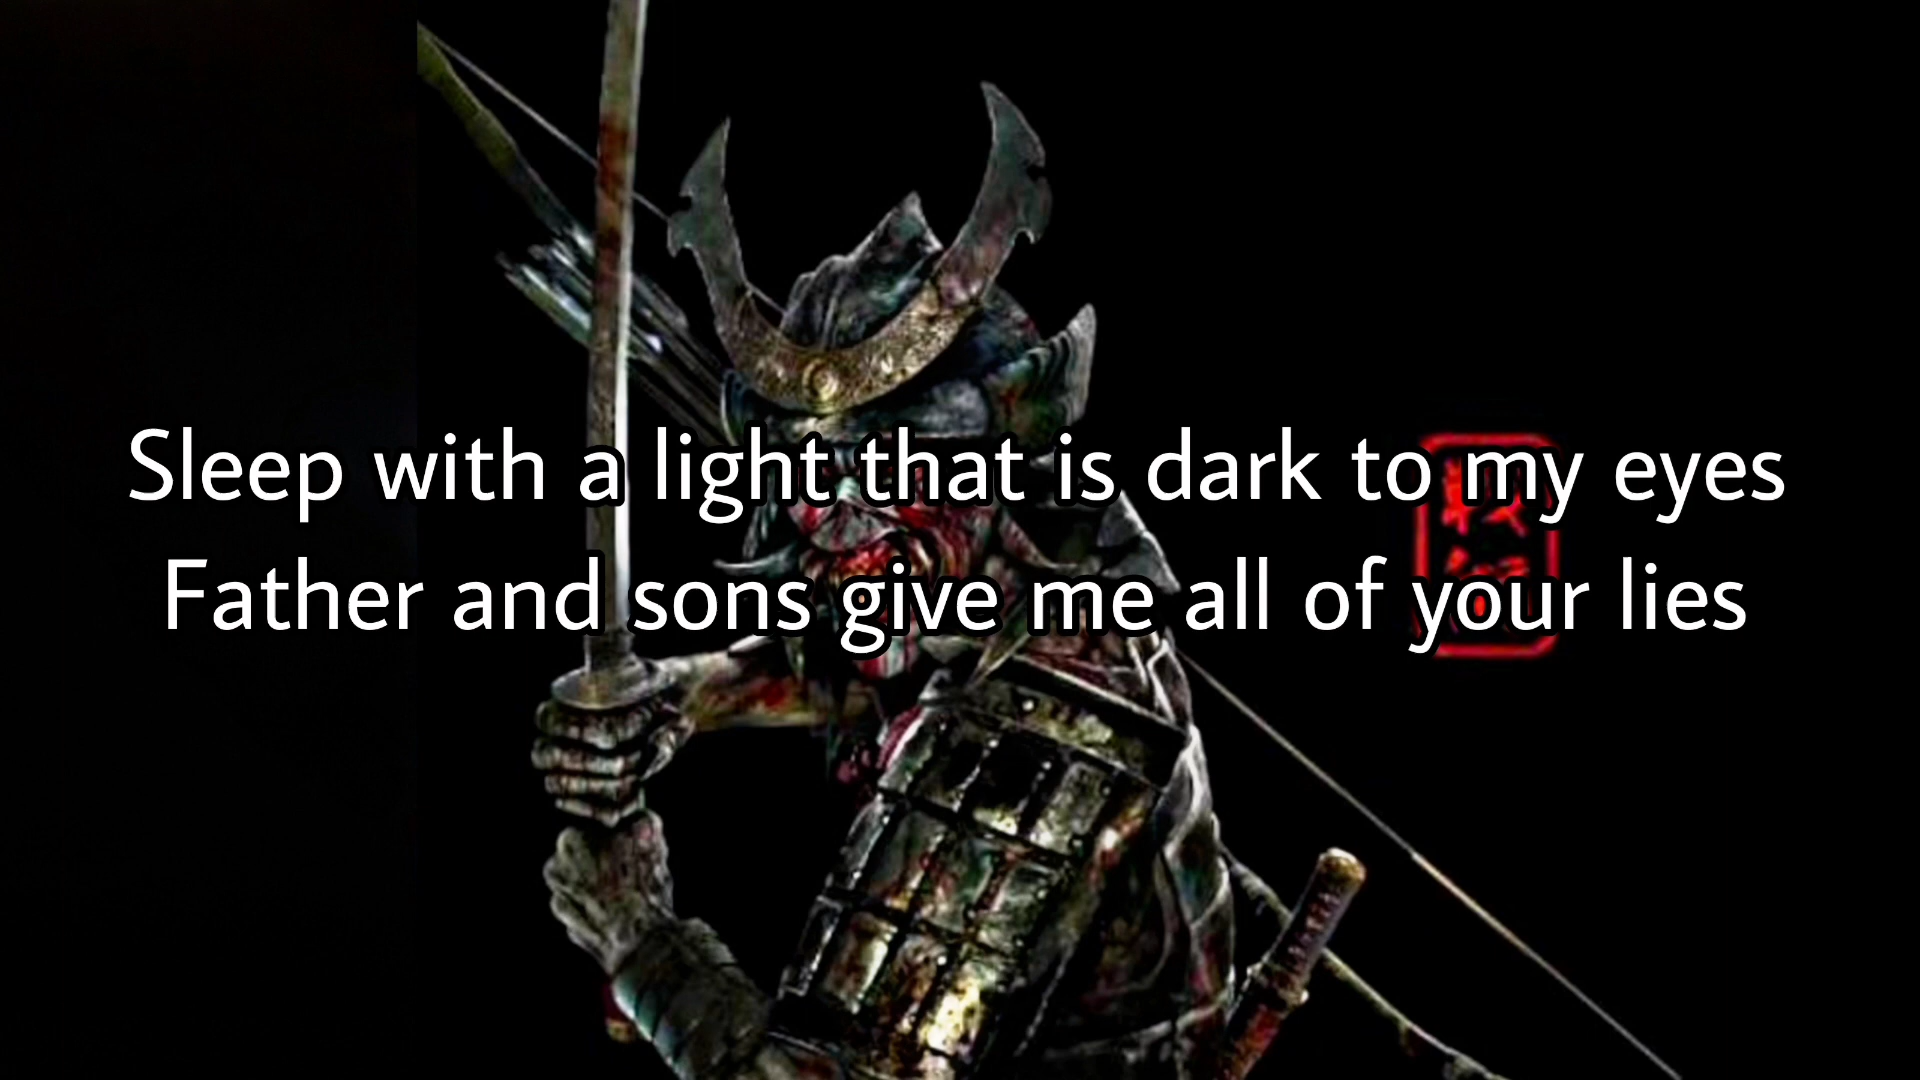 Sleep with a light that is dark to my eyes
Father and sons give me all of your lies